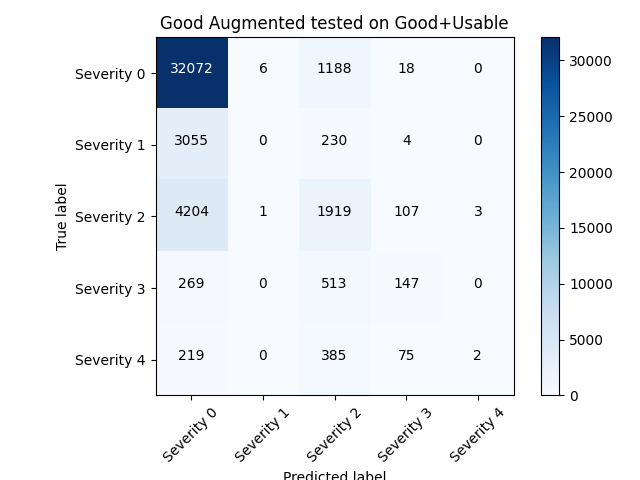 Good Augmented tested on Good+Usable
Severity 0 32072 6 1188 18 0
Severity 1 3055 0 230 4 0
Severity 2 4204 1 1919 107 3
Severity 3 269 0 513 147 0
Severity 4 219 0 385 75 2
True label
Severity 0 Severity 1 Severity 2 Severity 3 Severity 4
Predicted label
30000
25000
20000
15000
10000
5000
0